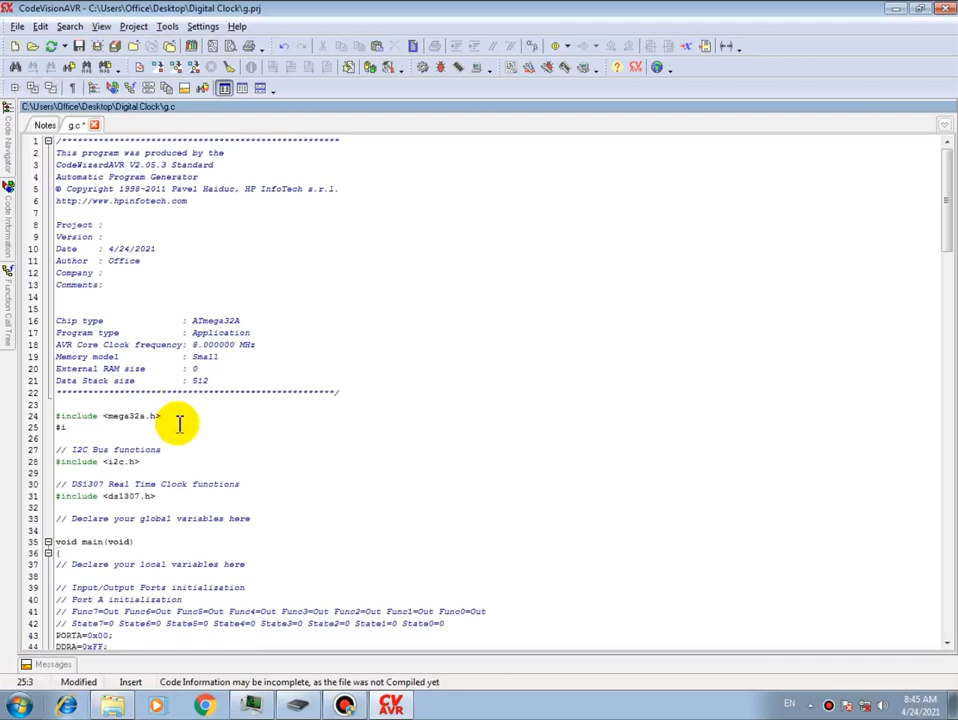 CodeVisionAVR - C:\Users\Office\Desktop\Digital Clock\g.prj
File Edit Search View Project Tools Settings Help
C:\Users\Office\Desktop\Digital Clock\g.c
Notes g.c *
Code Navigator
Code Information
Function Call Tree
1 /*****************************************************
2 This program was produced by the
3 CodeWizardAVR V2.05.3 Standard
4 Automatic Program Generator
5 © Copyright 1998-2011 Pavel Haiduc, HP InfoTech s.r.l.
6 http://www.hpinfotech.com
7
8 Project :
9 Version :
10 Date : 4/24/2021
11 Author : Office
12 Company :
13 Comments:
14
15
16 Chip type : ATmega32A
17 Program type : Application
18 AVR Core Clock frequency: 8.000000 MHz
19 Memory model : Small
20 External RAM size : 0
21 Data Stack size : 512
22 *****************************************************/
23
24 #include <mega32a.h>
25 #i
26
27 // I2C Bus functions
28 #include <i2c.h>
29
30 // DS1307 Real Time Clock functions
31 #include <ds1307.h>
32
33 // Declare your global variables here
34
35 void main(void)
36 {
37 // Declare your local variables here
38
39 // Input/Output Ports initialization
40 // Port A initialization
41 // Func7=Out Func6=Out Func5=Out Func4=Out Func3=Out Func2=Out Func1=Out Func0=Out
42 // State7=0 State6=0 State5=0 State4=0 State3=0 State2=0 State1=0 State0=0
43 PORTA=0x00;
44 DDRA=0xFF;
Messages
25:3 Modified Insert Code Information may be incomplete, as the file was not Compiled yet
CV AVR EN 8:45 AM
4/24/2021